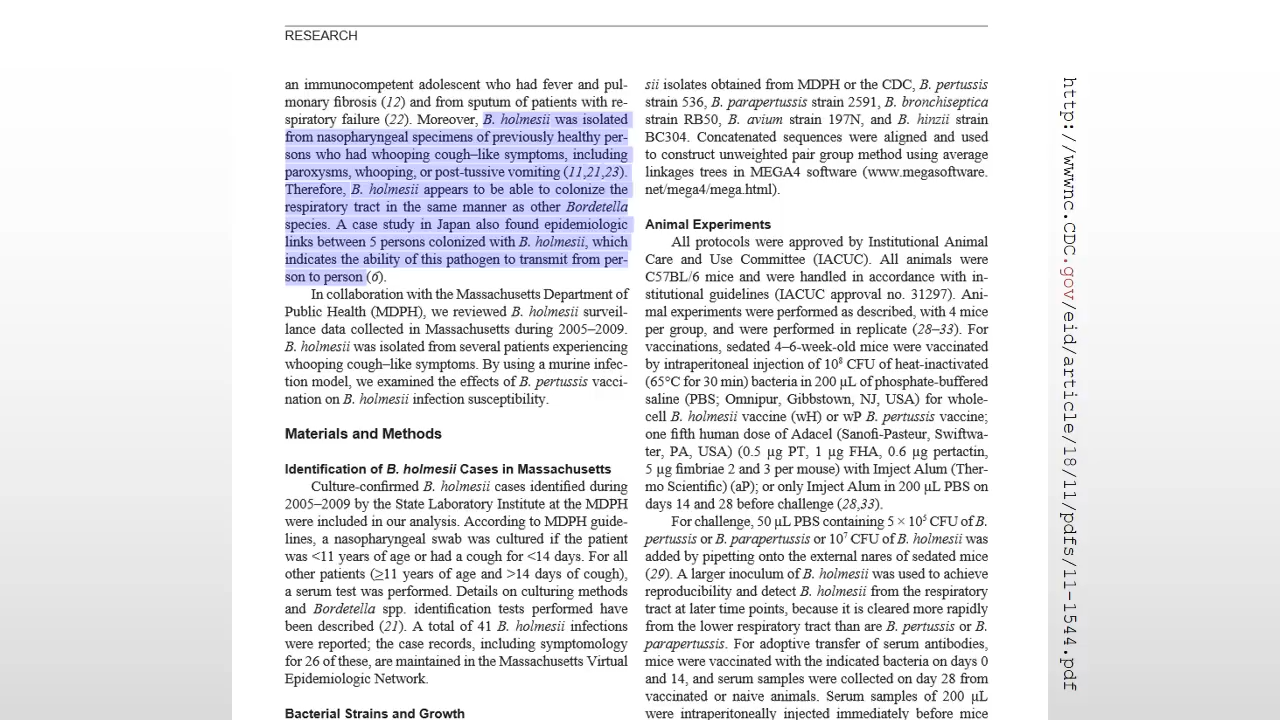 RESEARCH
an immunocompetent adolescent who had fever and pul-
monary fibrosis (12) and from sputum of patients with re-
spiratory failure (22). Moreover, B. holmesii was isolated
from nasopharyngeal specimens of previously healthy per-
sons who had whooping cough–like symptoms, including
paroxysms, whooping, or post-tussive vomiting (11,21,23).
Therefore, B. holmesii appears to be able to colonize the
respiratory tract in the same manner as other Bordetella
species. A case study in Japan also found epidemiologic
links between 5 persons colonized with B. holmesii, which
indicates the ability of this pathogen to transmit from per-
son to person (6).
In collaboration with the Massachusetts Department of
Public Health (MDPH), we reviewed B. holmesii surveil-
lance data collected in Massachusetts during 2005–2009.
B. holmesii was isolated from several patients experiencing
whooping cough–like symptoms. By using a murine infec-
tion model, we examined the effects of B. pertussis vacci-
nation on B. holmesii infection susceptibility.
Materials and Methods
Identification of B. holmesii Cases in Massachusetts
Culture-confirmed B. holmesii cases identified during
2005–2009 by the State Laboratory Institute at the MDPH
were included in our analysis. According to MDPH guide-
lines, a nasopharyngeal swab was cultured if the patient
was <11 years of age or had a cough for <14 days. For all
other patients (≥11 years of age and >14 days of cough),
a serum test was performed. Details on culturing methods
and Bordetella spp. identification tests performed have
been described (21). A total of 41 B. holmesii infections
were reported; the case records, including symptomology
for 26 of these, are maintained in the Massachusetts Virtual
Epidemiologic Network.
Bacterial Strains and Growth
sii isolates obtained from MDPH or the CDC, B. pertussis
strain 536, B. parapertussis strain 2591, B. bronchiseptica
strain RB50, B. avium strain 197N, and B. hinzii strain
BC304. Concatenated sequences were aligned and used
to construct unweighted pair group method using average
linkages trees in MEGA4 software (www.megasoftware.
net/mega4/mega.html).
Animal Experiments
All protocols were approved by Institutional Animal
Care and Use Committee (IACUC). All animals were
C57BL/6 mice and were handled in accordance with in-
stitutional guidelines (IACUC approval no. 31297). Ani-
mal experiments were performed as described, with 4 mice
per group, and were performed in replicate (28–33). For
vaccinations, sedated 4–6-week-old mice were vaccinated
by intraperitoneal injection of 10⁸ CFU of heat-inactivated
(65°C for 30 min) bacteria in 200 µL of phosphate-buffered
saline (PBS; Omnipur, Gibbstown, NJ, USA) for whole-
cell B. holmesii vaccine (wH) or wP B. pertussis vaccine;
one fifth human dose of Adacel (Sanofi-Pasteur, Swiftwa-
ter, PA, USA) (0.5 µg PT, 1 µg FHA, 0.6 µg pertactin,
5 µg fimbriae 2 and 3 per mouse) with Imject Alum (Ther-
mo Scientific) (aP); or only Imject Alum in 200 µL PBS on
days 14 and 28 before challenge (28,33).
For challenge, 50 µL PBS containing 5 × 10⁵ CFU of B.
pertussis or B. parapertussis or 10⁷ CFU of B. holmesii was
added by pipetting onto the external nares of sedated mice
(29). A larger inoculum of B. holmesii was used to achieve
reproducibility and detect B. holmesii from the respiratory
tract at later time points, because it is cleared more rapidly
from the lower respiratory tract than are B. pertussis or B.
parapertussis. For adoptive transfer of serum antibodies,
mice were vaccinated with the indicated bacteria on days 0
and 14, and serum samples were collected on day 28 from
vaccinated or naive animals. Serum samples of 200 µL
were intraperitoneally injected immediately before mice
http://wwwnc.CDC.gov/eid/article/18/11/pdfs/11-1544.pdf